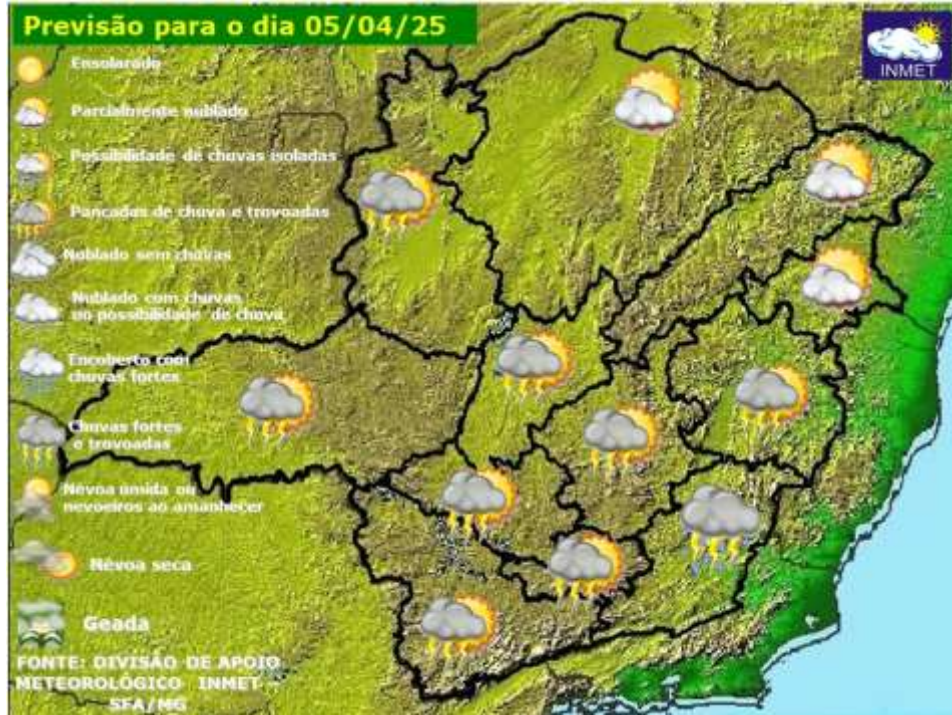 Previsão para o dia 05/04/25
INMET
Ensolarado
Parcialmente nublado
Possibilidade de chuvas isoladas
Pancadas de chuva e trovoadas
Nublado sem chuvas
Nublado com chuvas
ou possibilidade de chuva
Encoberto com
chuvas fortes
Chuvas fortes
e trovoadas
Névoa úmida ou
nevoeiros ao amanhecer
Névoa seca
Geada
FONTE: DIVISÃO DE APOIO
METEOROLÓGICO INMET -
SFA/MG